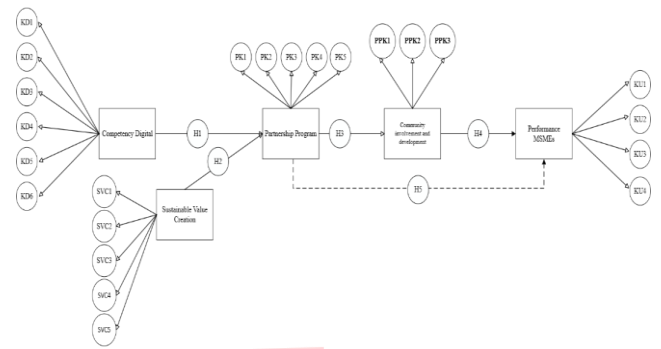 KD1
KD2
KD3
KD4
KD5
KD6
Competency Digital
H1
H2
SVC1
SVC2
SVC3
SVC4
SVC5
Sustainable Value
Creation
PK1
PK2
PK3
PK4
PK5
Partnership Program
H3
PPK1
PPK2
PPK3
Community
involvement and
development
H4
H5
Performance
MSMEs
KU1
KU2
KU3
KU4